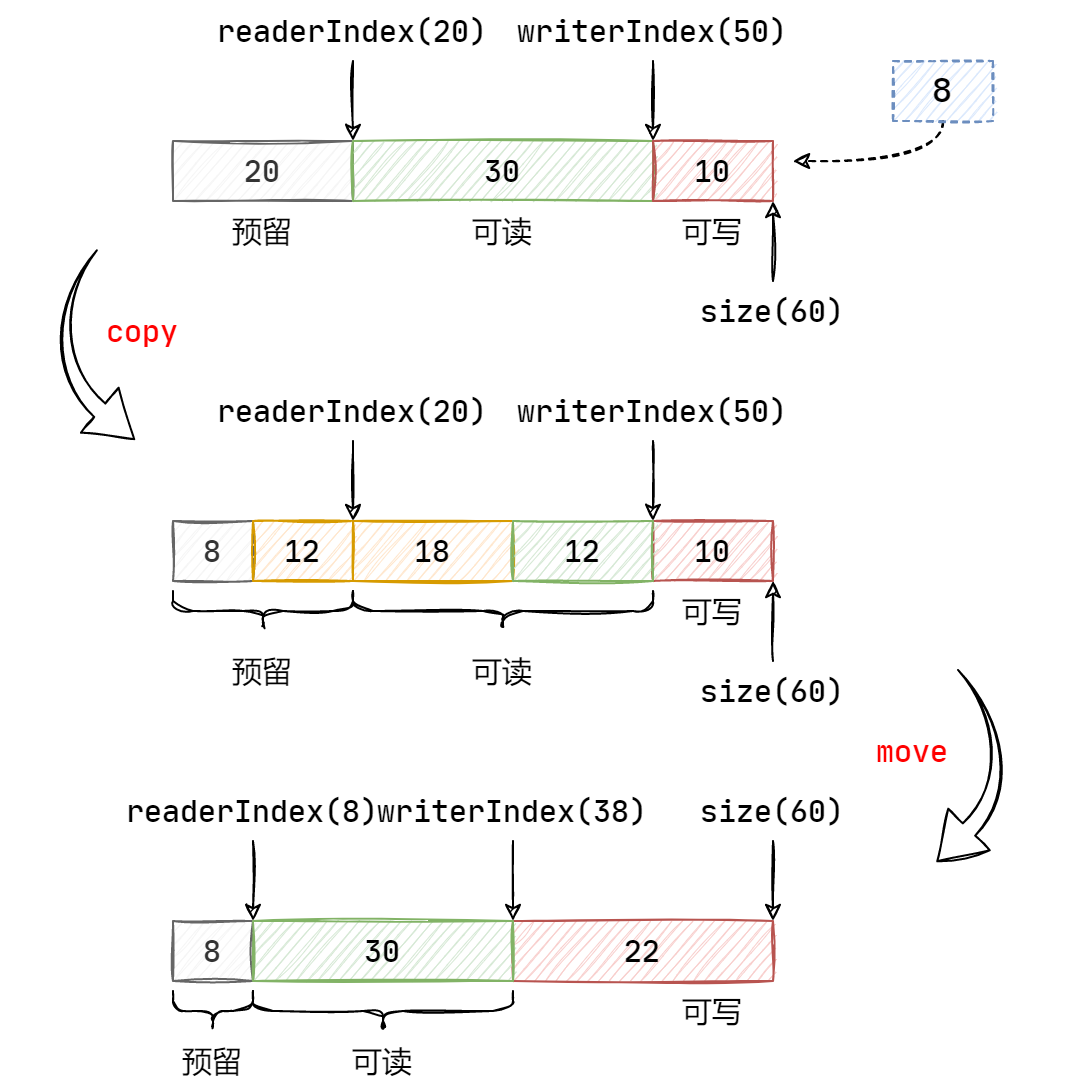 readerIndex(20) writerIndex(50)
8
20 30 10
预留 可读 可写
size(60)
copy
readerIndex(20) writerIndex(50)
8 12 18 12 10
可写
预留 可读
size(60)
move
readerIndex(8)writerIndex(38) size(60)
8 30 22
可写
预留 可读